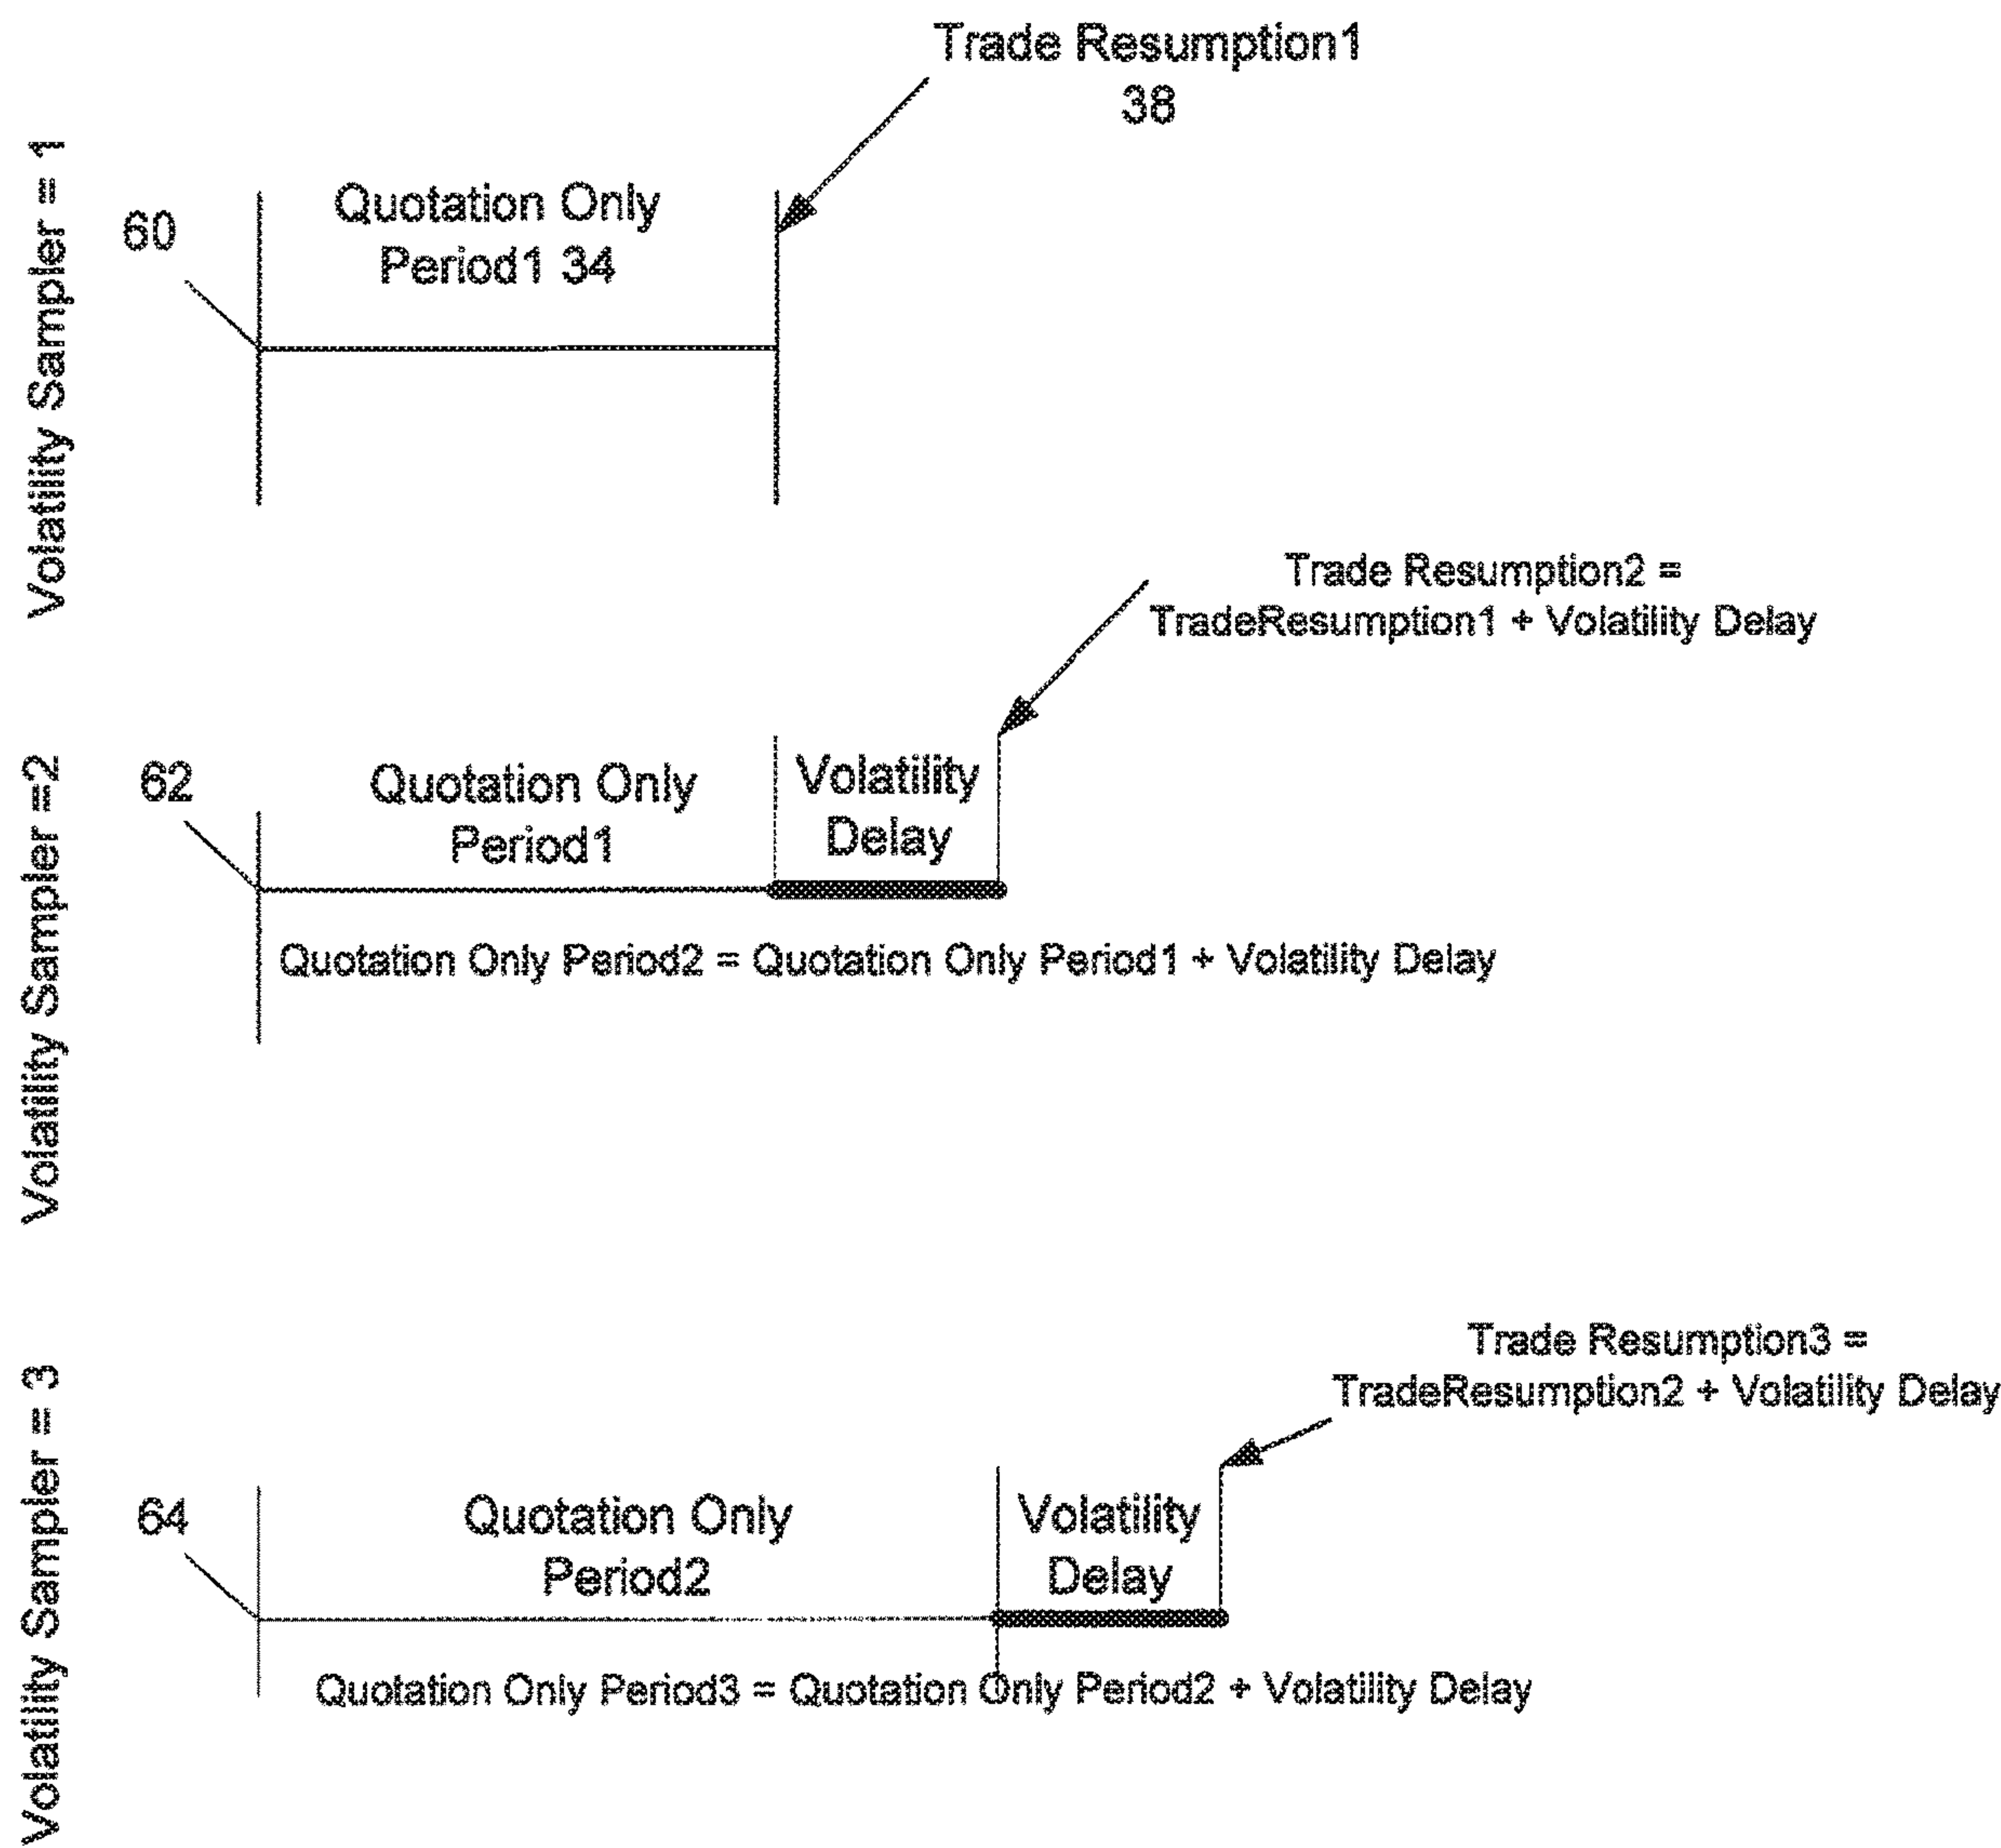 Trade Resumption1
38
Volatility Sampler = 1
60
Quotation Only
Period1 34
Trade Resumption2 =
TradeResumption1 + Volatility Delay
Volatility Sampler =2
62
Quotation Only
Period1
Volatility
Delay
Quotation Only Period2 = Quotation Only Period1 + Volatility Delay
Trade Resumption3 =
TradeResumption2 + Volatility Delay
Volatility Sampler = 3
64
Quotation Only
Period2
Volatility
Delay
Quotation Only Period3 = Quotation Only Period2 + Volatility Delay